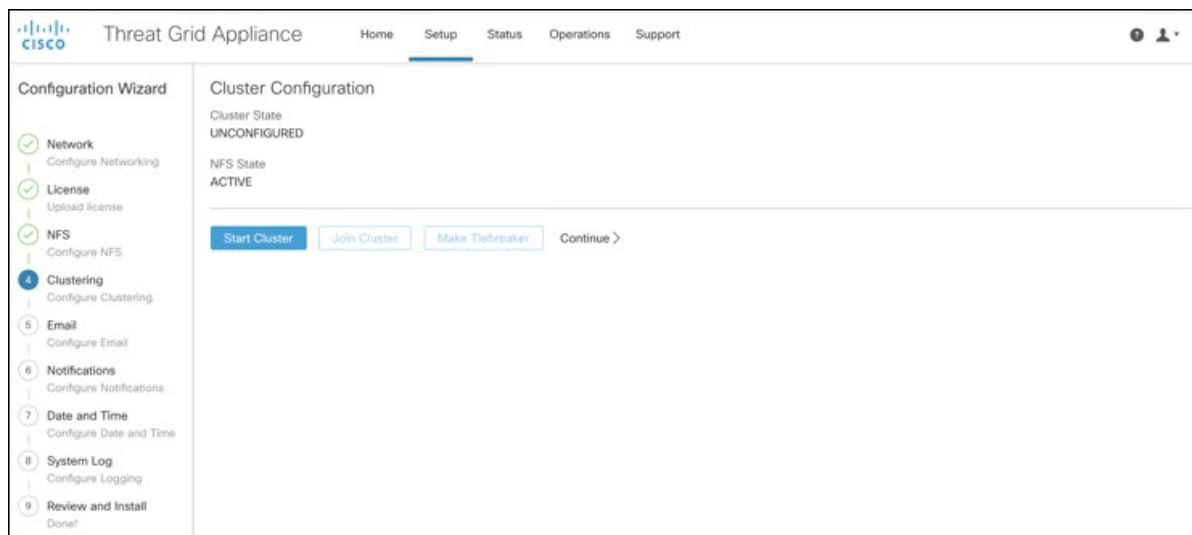 CISCO
Threat Grid Appliance
Home
Setup
Status
Operations
Support
?
Configuration Wizard
Network
Configure Networking
License
Upload license
NFS
Configure NFS
4
Clustering
Configure Clustering
5
Email
Configure Email
6
Notifications
Configure Notifications
7
Date and Time
Configure Date and Time
8
System Log
Configure Logging
9
Review and Install
Done!
Cluster Configuration
Cluster State
UNCONFIGURED
NFS State
ACTIVE
Start Cluster
Join Cluster
Make Tiebreaker
Continue >